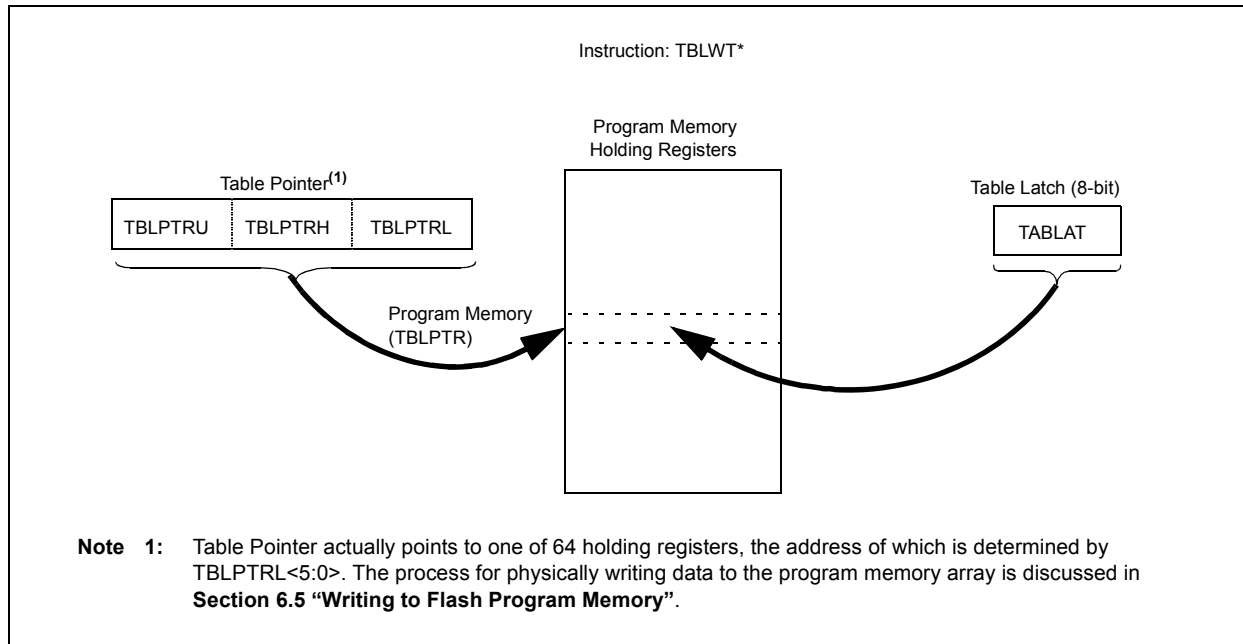 Instruction: TBLWT*
Program Memory
Holding Registers
Table Pointer(1)
Table Latch (8-bit)
TBLPTRU TBLPTRH TBLPTRL
TABLAT
Program Memory
(TBLPTR)
Note 1: Table Pointer actually points to one of 64 holding registers, the address of which is determined by
TBLPTRL<5:0>. The process for physically writing data to the program memory array is discussed in
Section 6.5 “Writing to Flash Program Memory”.